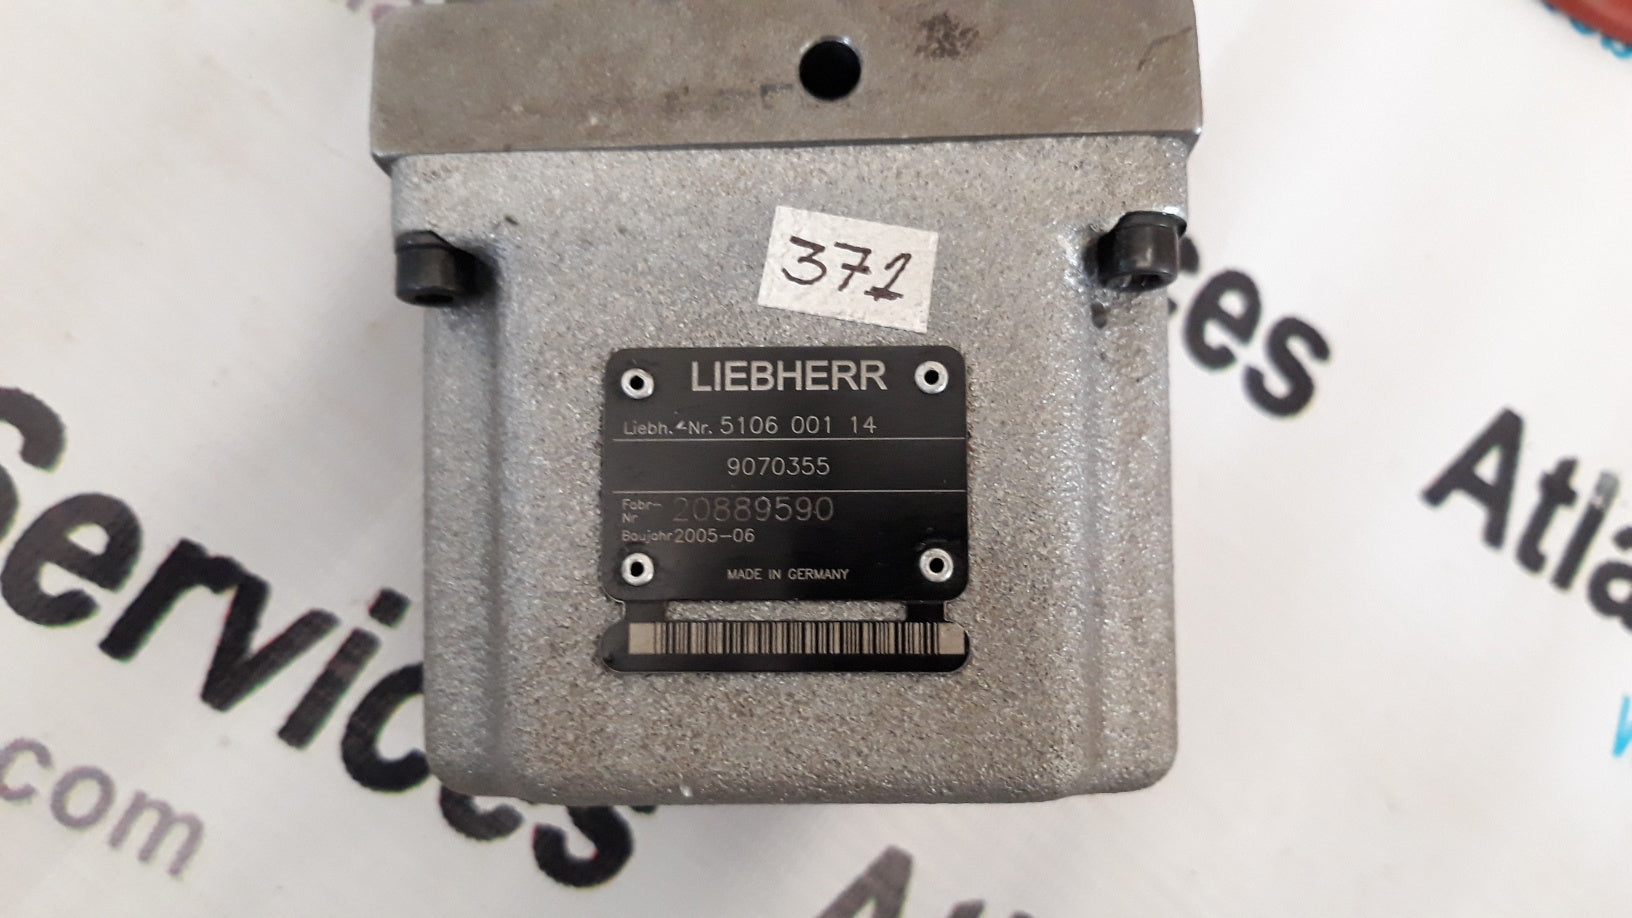 371
LIEBHERR
Liebh.-Nr. 5106 001 14
9070355
Fabr-Nr 20889590
Baujahr 2005-06
MADE IN GERMANY
Services
.com
ces
Atla